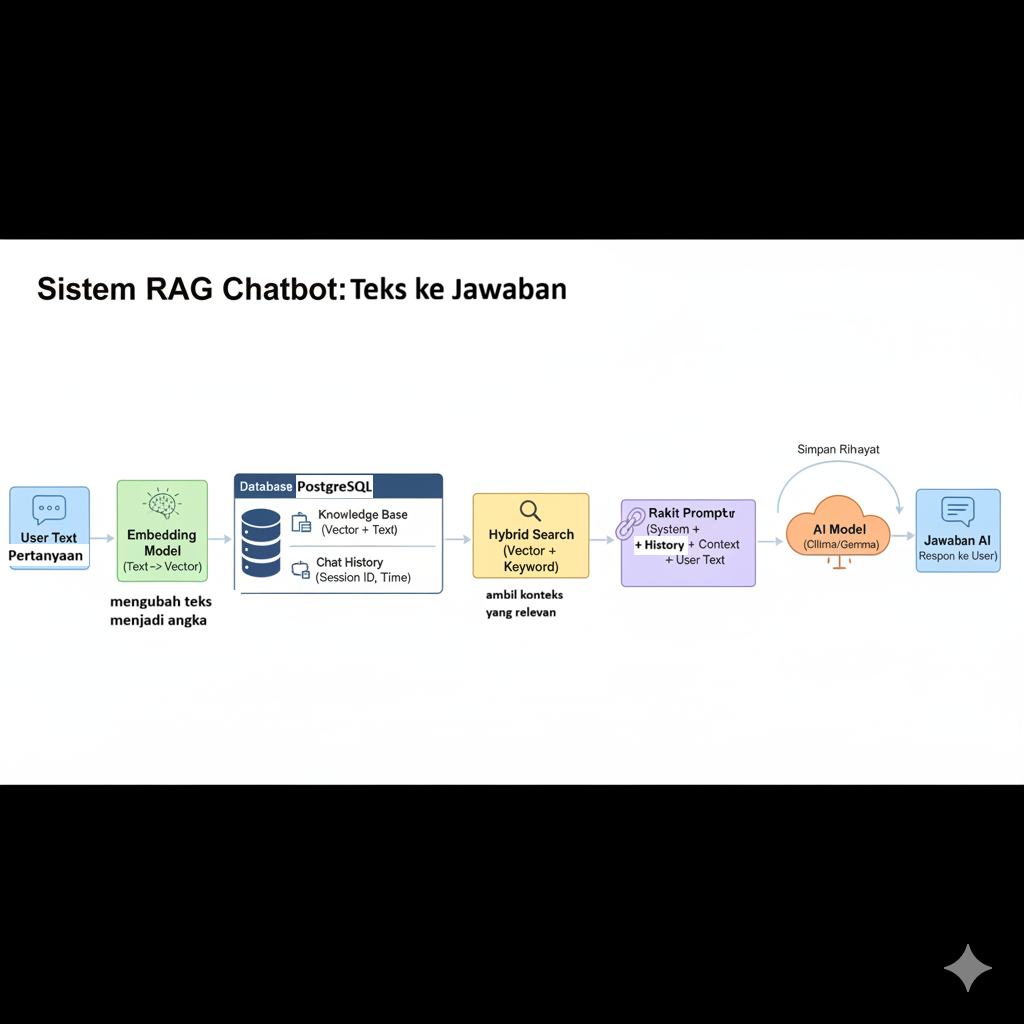 Sistem RAG Chatbot: Teks ke Jawaban
User Text
Pertanyaan
Embedding
Model
(Text –> Vector)
mengubah teks
menjadi angka
Database PostgreSQL
Knowledge Base
(Vector + Text)
Chat History
(Session ID, Time)
Hybrid Search
(Vector +
Keyword)
ambil konteks
yang relevan
Rakit Promptur
(System +
+ History + Context
+ User Text
Simpan Rihayat
AI Model
(Cllima/Gemma)
Jawaban AI
Respon ke User)